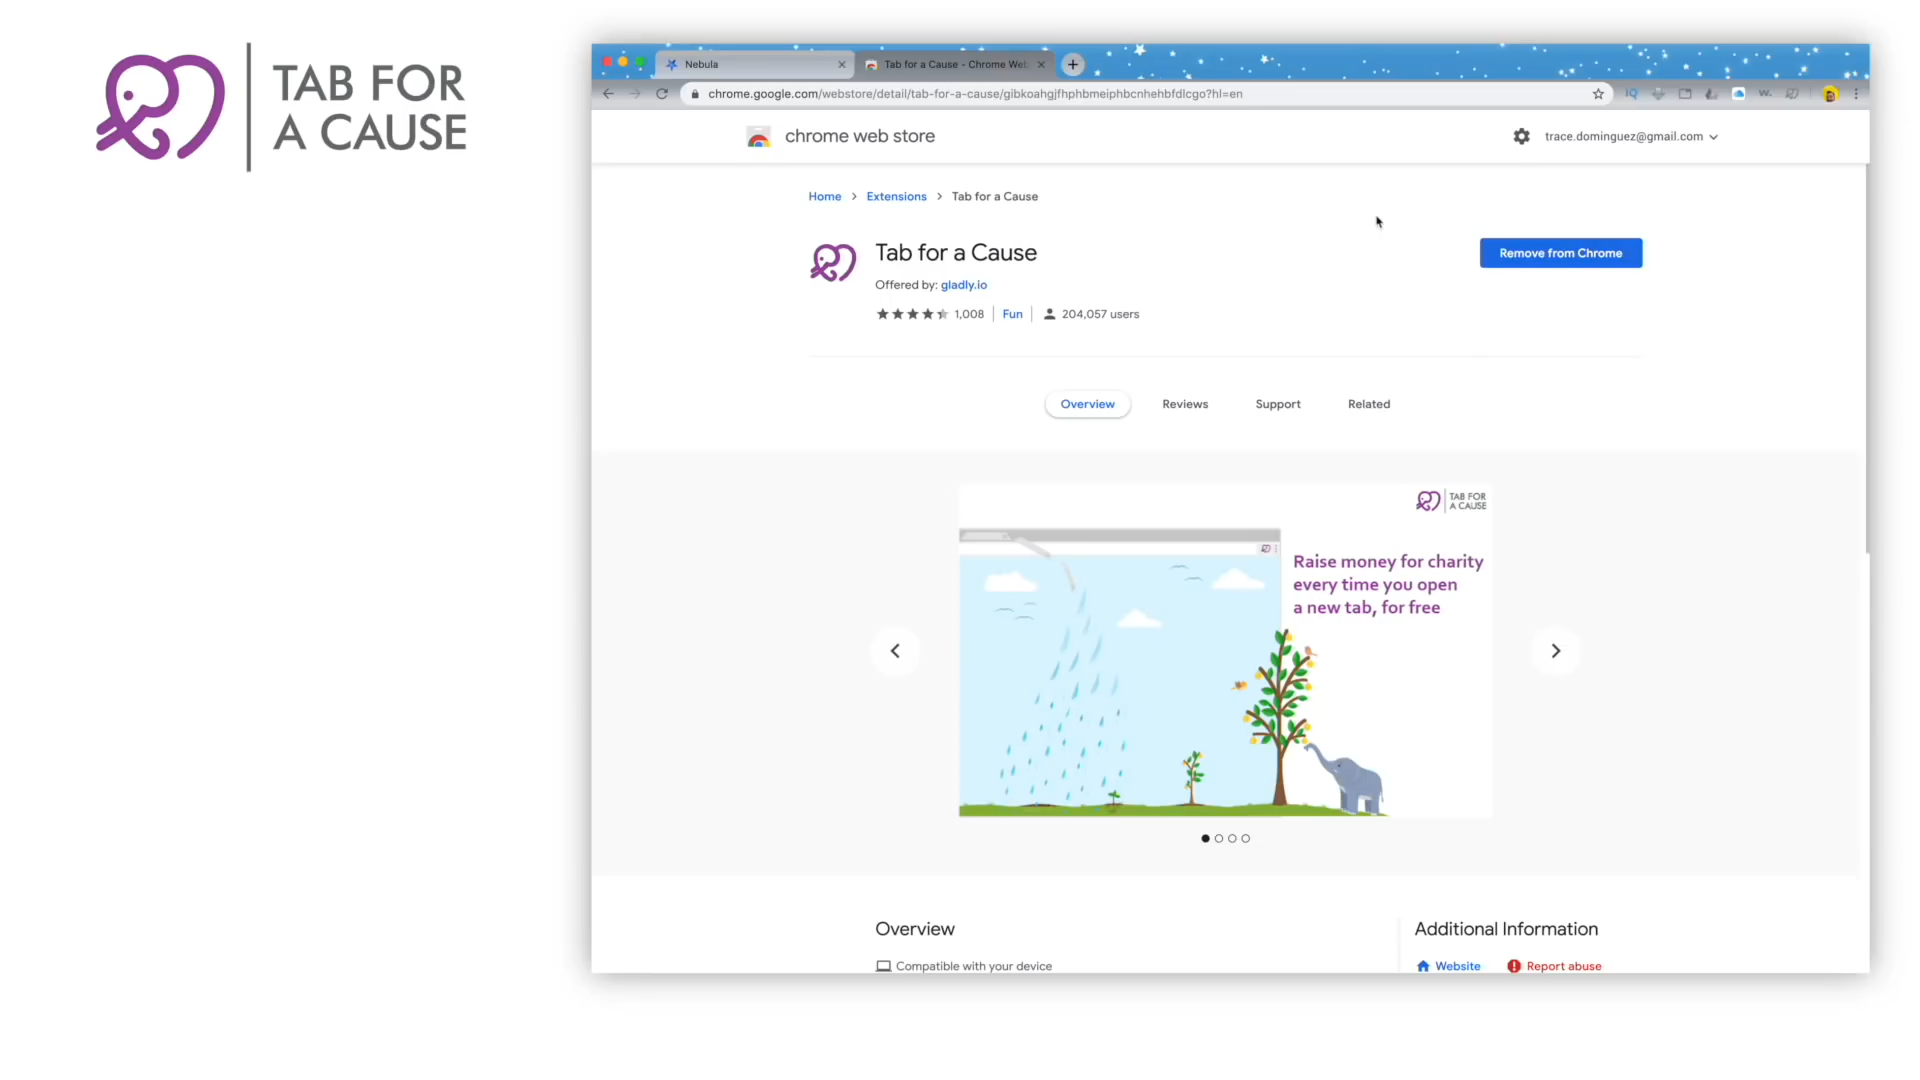 TAB FOR
A CAUSE
Nebula
Tab for a Cause - Chrome Web
chrome.google.com/webstore/detail/tab-for-a-cause/gibkoahgjfhphbmeiphbcnhehbfdlcgo?hl=en
chrome web store
trace.dominguez@gmail.com
Home > Extensions > Tab for a Cause
Tab for a Cause
Remove from Chrome
Offered by: gladly.io
1,008 Fun 204,057 users
Overview Reviews Support Related
TAB FOR
A CAUSE
Raise money for charity
every time you open
a new tab, for free
Overview
Additional Information
Compatible with your device
Website Report abuse